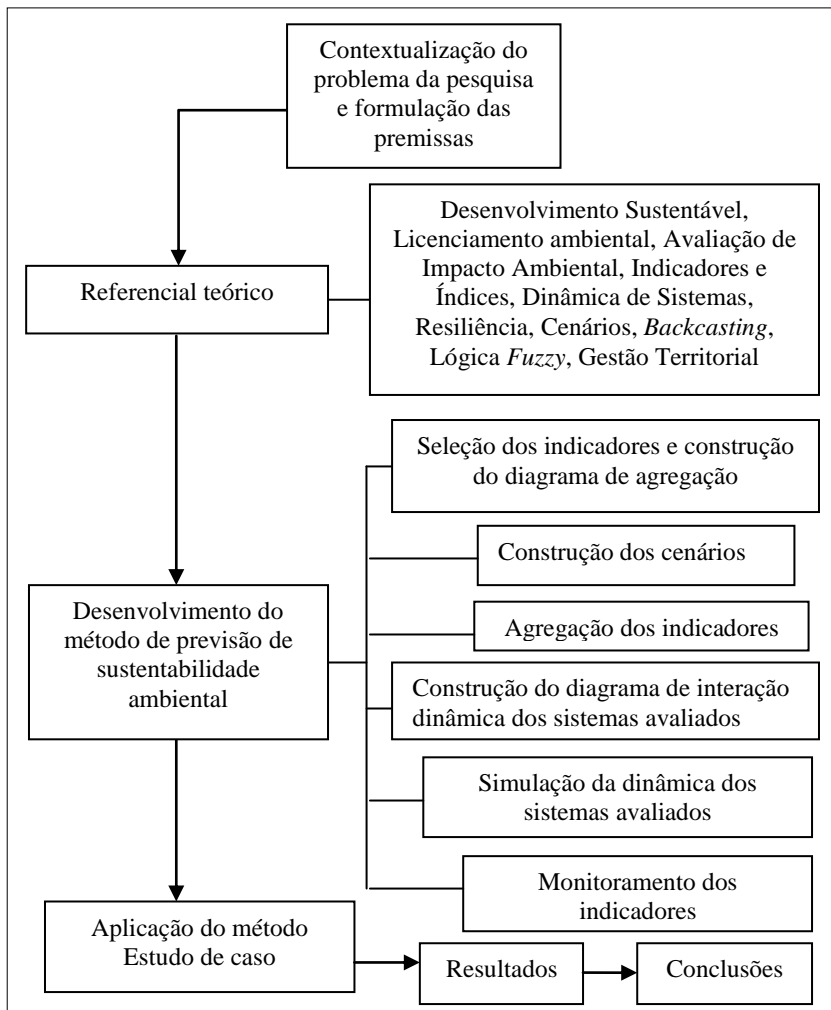 Contextualização do
problema da pesquisa
e formulação das
premissas
Referencial teórico
Desenvolvimento Sustentável,
Licenciamento ambiental, Avaliação de
Impacto Ambiental, Indicadores e
Índices, Dinâmica de Sistemas,
Resiliência, Cenários, Backcasting,
Lógica Fuzzy, Gestão Territorial
Desenvolvimento do
método de previsão de
sustentabilidade
ambiental
Seleção dos indicadores e construção
do diagrama de agregação
Construção dos cenários
Agregação dos indicadores
Construção do diagrama de interação
dinâmica dos sistemas avaliados
Simulação da dinâmica dos
sistemas avaliados
Monitoramento dos
indicadores
Aplicação do método
Estudo de caso
Resultados
Conclusões